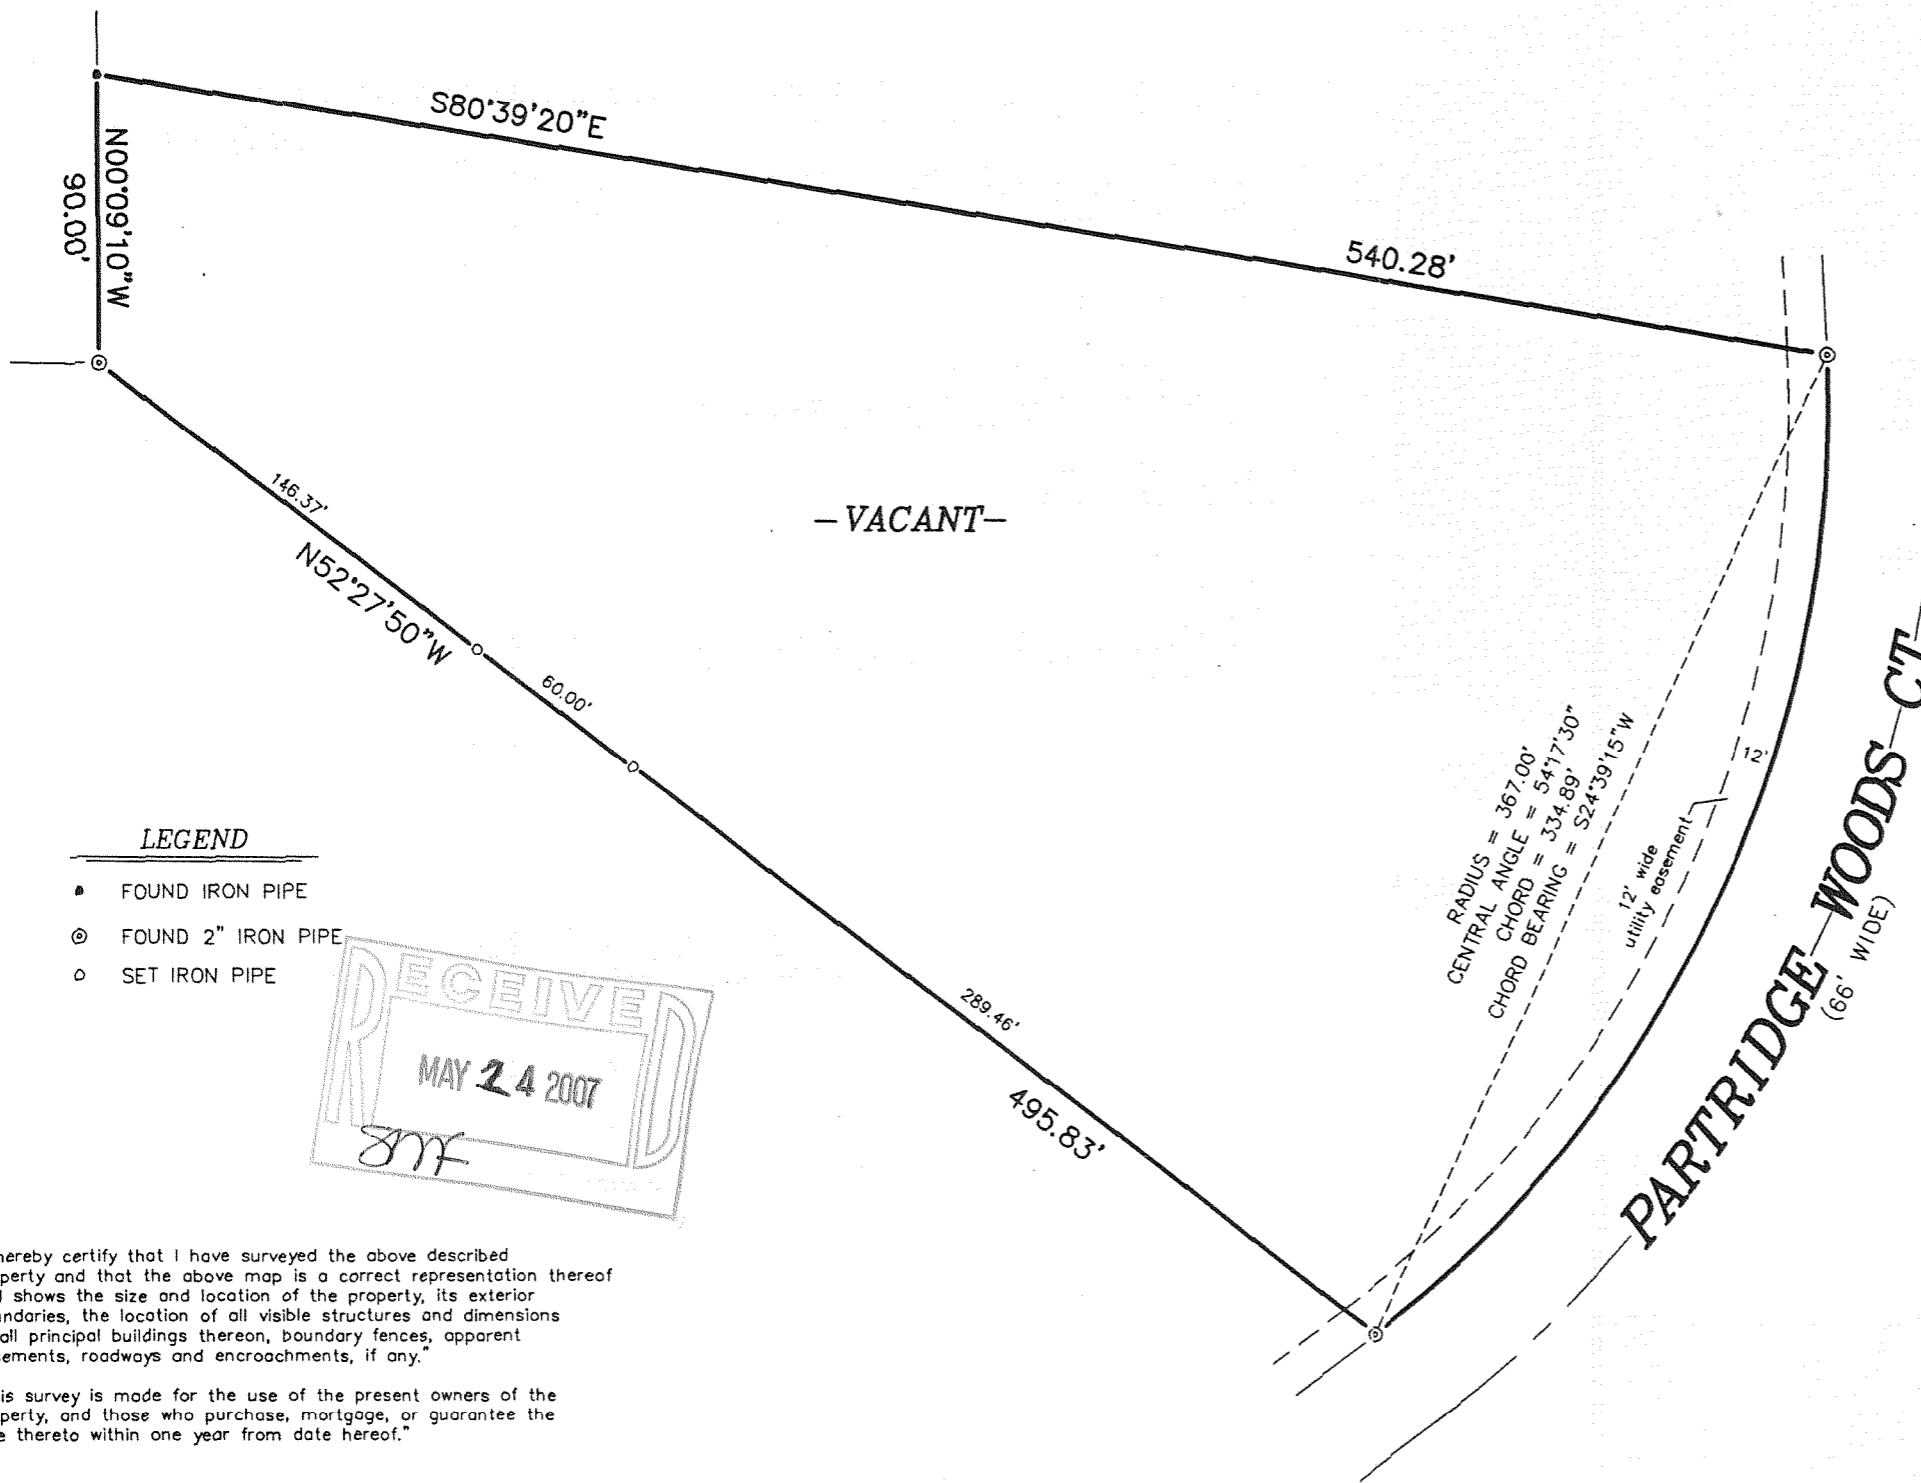 S80°39'20"E
540.28'
N00°09'10"W
90.00'
146.37'
N52°27'50"W
60.00'
-VACANT-
289.46'
495.83'
RADIUS = 367.00'
CENTRAL ANGLE = 54°17'30"
CHORD = 334.89'
CHORD BEARING = S24°39'15"W
12'
12' wide
utility easement
PARTRIDGE WOODS CT
(66' WIDE)
LEGEND
FOUND IRON PIPE
FOUND 2" IRON PIPE
SET IRON PIPE
RECEIVED
MAY 24 2007
hereby certify that I have surveyed the above described
perty and that the above map is a correct representation thereof
shows the size and location of the property, its exterior
ndaries, the location of all visible structures and dimensions
all principal buildings thereon, boundary fences, apparent
ements, roadways and encroachments, if any."
is survey is made for the use of the present owners of the
perty, and those who purchase, mortgage, or guarantee the
e thereto within one year from date hereof."